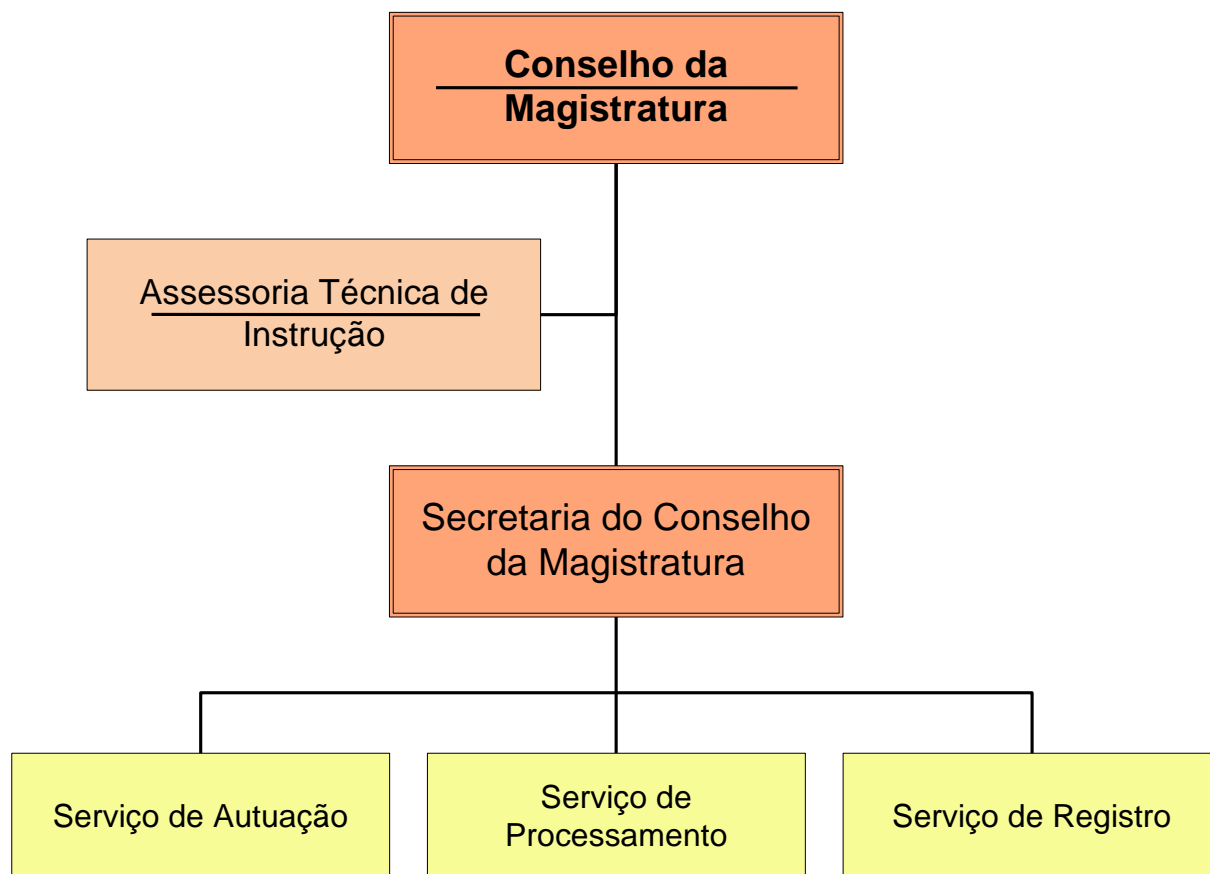 Conselho da
Magistratura
Assessoria Técnica de
Instrução
Secretaria do Conselho
da Magistratura
Serviço de Autuação
Serviço de
Processamento
Serviço de Registro